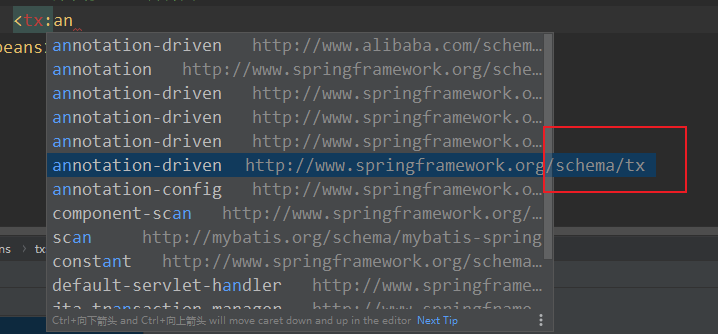 <tx:an
eans:
annotation-driven http://www.alibaba.com/schem…
annotation http://www.springframework.org/sche…
annotation-driven http://www.springframework.o…
annotation-driven http://www.springframework.o…
annotation-driven http://www.springframework.o…
annotation-driven http://www.springframework.org/schema/tx
annotation-config http://www.springframework.o…
component-scan http://www.springframework.org/…
scan http://mybatis.org/schema/mybatis-spring
constant http://www.springframework.org/schema…
default-servlet-handler http://www.springframe…
ns > tx
jta-transaction-manager http://www.springframe…
Ctrl+向下箭头 and Ctrl+向上箭头 will move caret down and up in the editor Next Tip